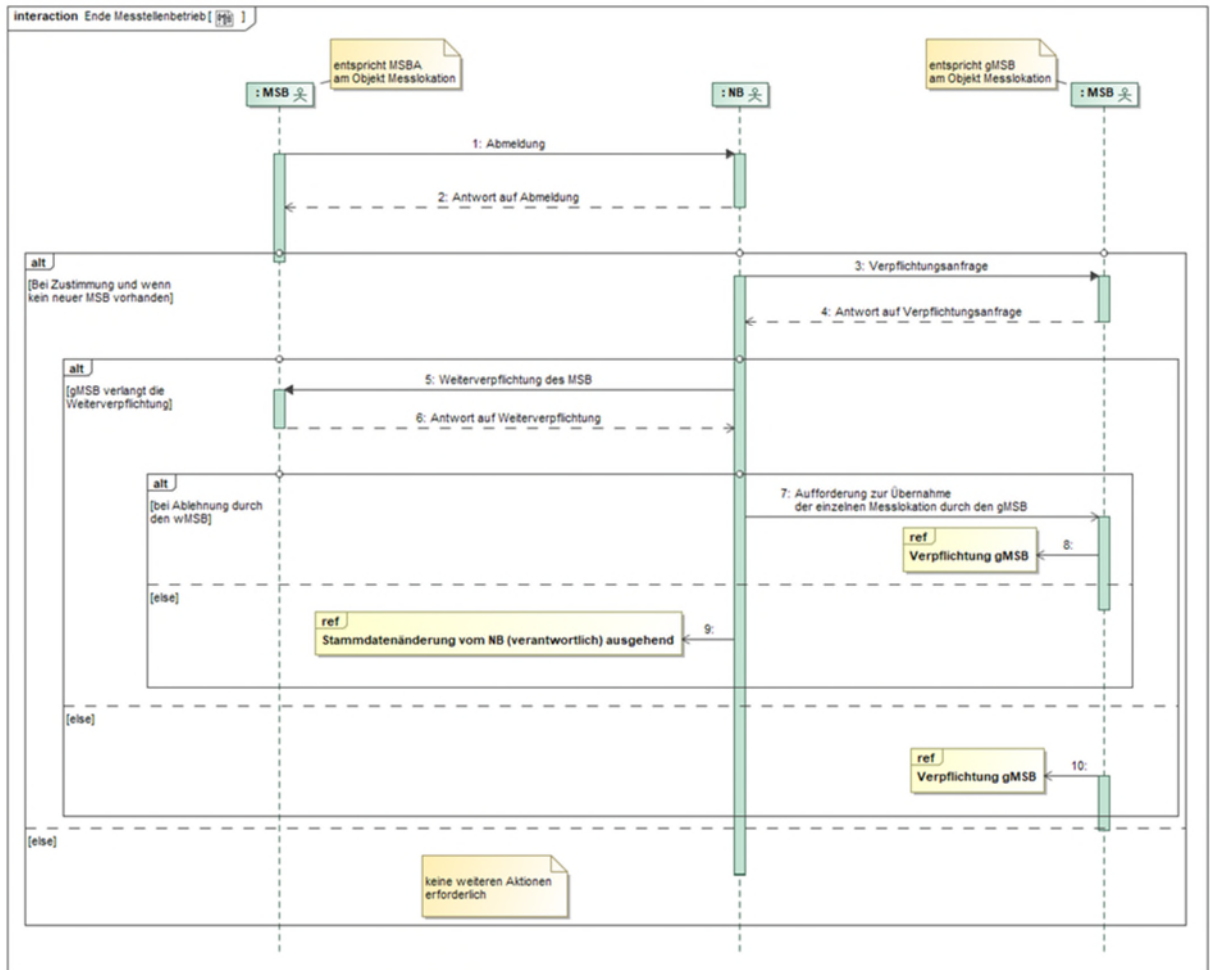 interaction Ende Messtellenbetrieb[ ]
entspricht MSBA
am Objekt Messlokation
entspricht gMSB
am Objekt Messlokation
: MSB
: NB
: MSB
1: Abmeldung
2: Antwort auf Abmeldung
alt
[Bei Zustimmung und wenn
kein neuer MSB vorhanden]
3: Verpflichtungsanfrage
4: Antwort auf Verpflichtungsanfrage
alt
[gMSB verlangt die
Weiterverpflichtung]
5: Weiterverpflichtung des MSB
6: Antwort auf Weiterverpflichtung
alt
[bei Ablehnung durch
den wMSB]
7: Aufforderung zur Übernahme
der einzelnen Messlokation durch den gMSB
ref
Verpflichtung gMSB
8:
[else]
ref
Stammdatenänderung vom NB (verantwortlich) ausgehend
9:
[else]
ref
Verpflichtung gMSB
10:
[else]
keine weiteren Aktionen
erforderlich